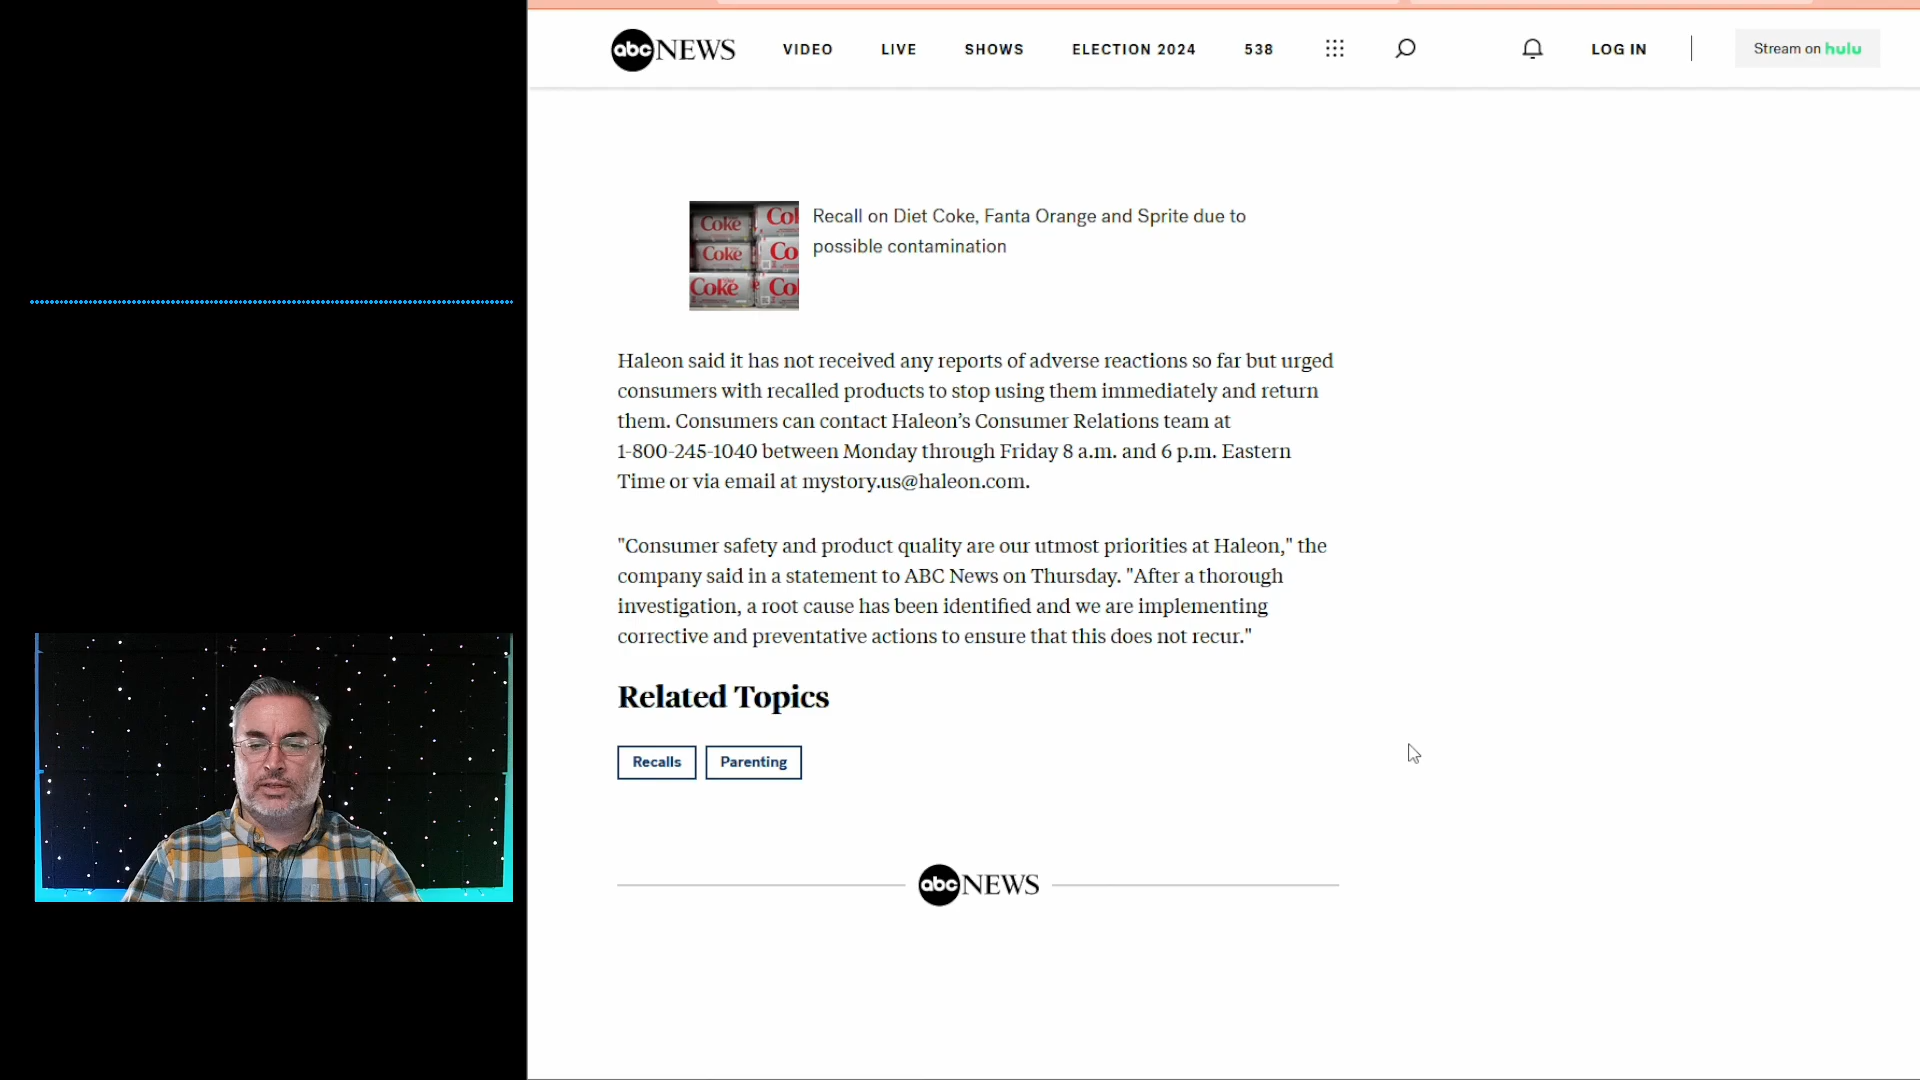 abc NEWS VIDEO LIVE SHOWS ELECTION 2024 538 LOG IN Stream on hulu
Coke Col
Coke Co
Coke Co
Recall on Diet Coke, Fanta Orange and Sprite due to
possible contamination
Haleon said it has not received any reports of adverse reactions so far but urged
consumers with recalled products to stop using them immediately and return
them. Consumers can contact Haleon’s Consumer Relations team at
1-800-245-1040 between Monday through Friday 8 a.m. and 6 p.m. Eastern
Time or via email at mystory.us@haleon.com.
"Consumer safety and product quality are our utmost priorities at Haleon," the
company said in a statement to ABC News on Thursday. "After a thorough
investigation, a root cause has been identified and we are implementing
corrective and preventative actions to ensure that this does not recur."
Related Topics
Recalls Parenting
abc NEWS